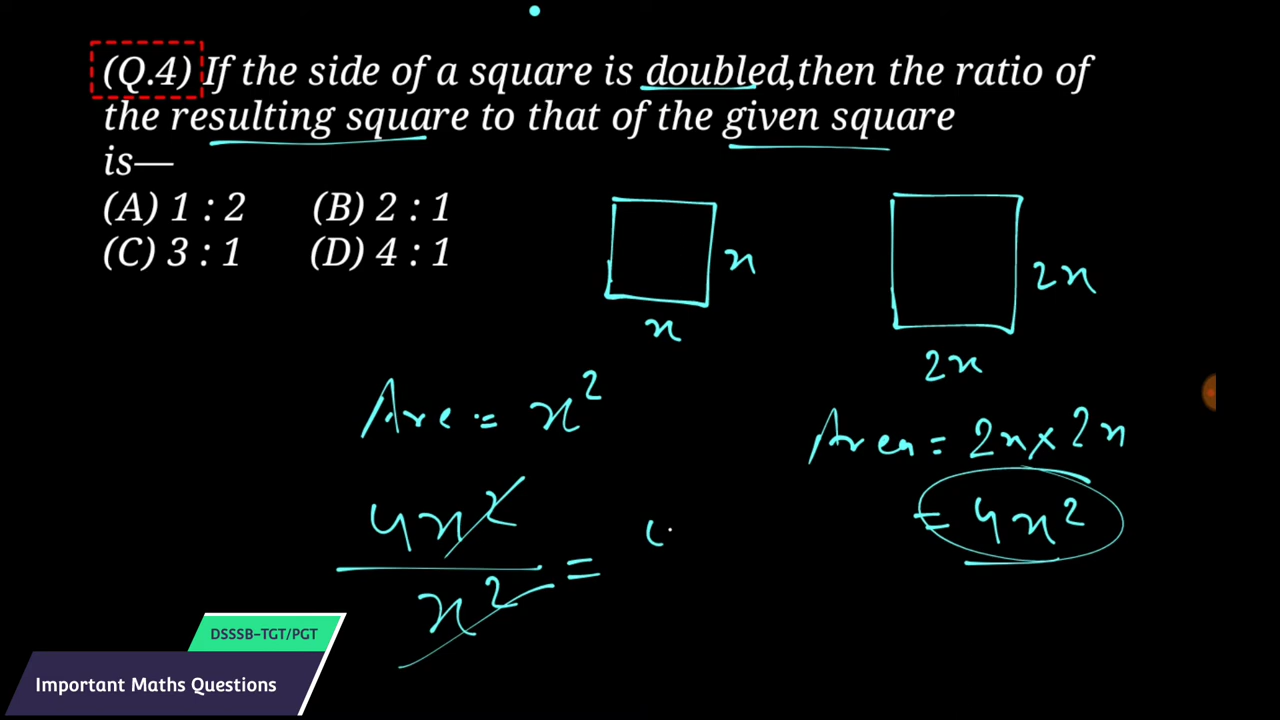 (Q.4) If the side of a square is doubled,then the ratio of
the resulting square to that of the given square
is—
(A) 1 : 2 (B) 2 : 1
(C) 3 : 1 (D) 4 : 1
x
2x
x
2x
Are = x²
Area = 2x × 2x
= 4x²
4x²
=
x²
DSSSB-TGT/PGT
Important Maths Questions